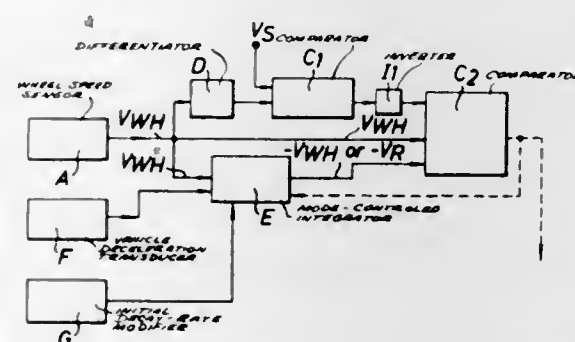 DIFFERENTIATOR
VS COMPARATOR
D
C1
INVERTER
I1
C2
COMPARATOR
WHEEL SPEED
SENSOR
VWH
VWH
A
VWH
-VWH or -VR
E
MODE-CONTROLED
INTEGRATOR
F
VEHICLE
DECELERATION
TRANSDUCER
G
INITIAL
DECAY-RATE
MODIFIER